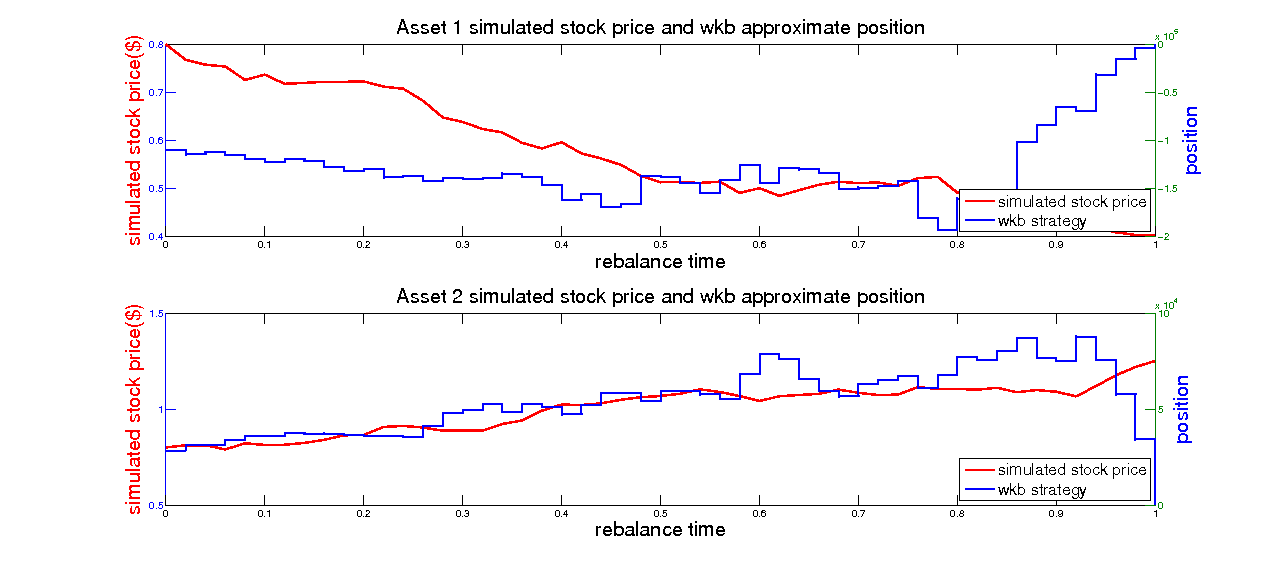 Asset 1 simulated stock price and wkb approximate position
x 10
simulated stock price($)
0.8
0.7
0.6
0.5
0.4
0
−0.5
−1
−1.5
−2
position
simulated stock price
wkb strategy
0 0.1 0.2 0.3 0.4 0.5 0.6 0.7 0.8 0.9 1
rebalance time
Asset 2 simulated stock price and wkb approximate position
x 10⁴
simulated stock price($)
1.5
1
0.5
10
5
0
position
simulated stock price
wkb strategy
0 0.1 0.2 0.3 0.4 0.5 0.6 0.7 0.8 0.9 1
rebalance time